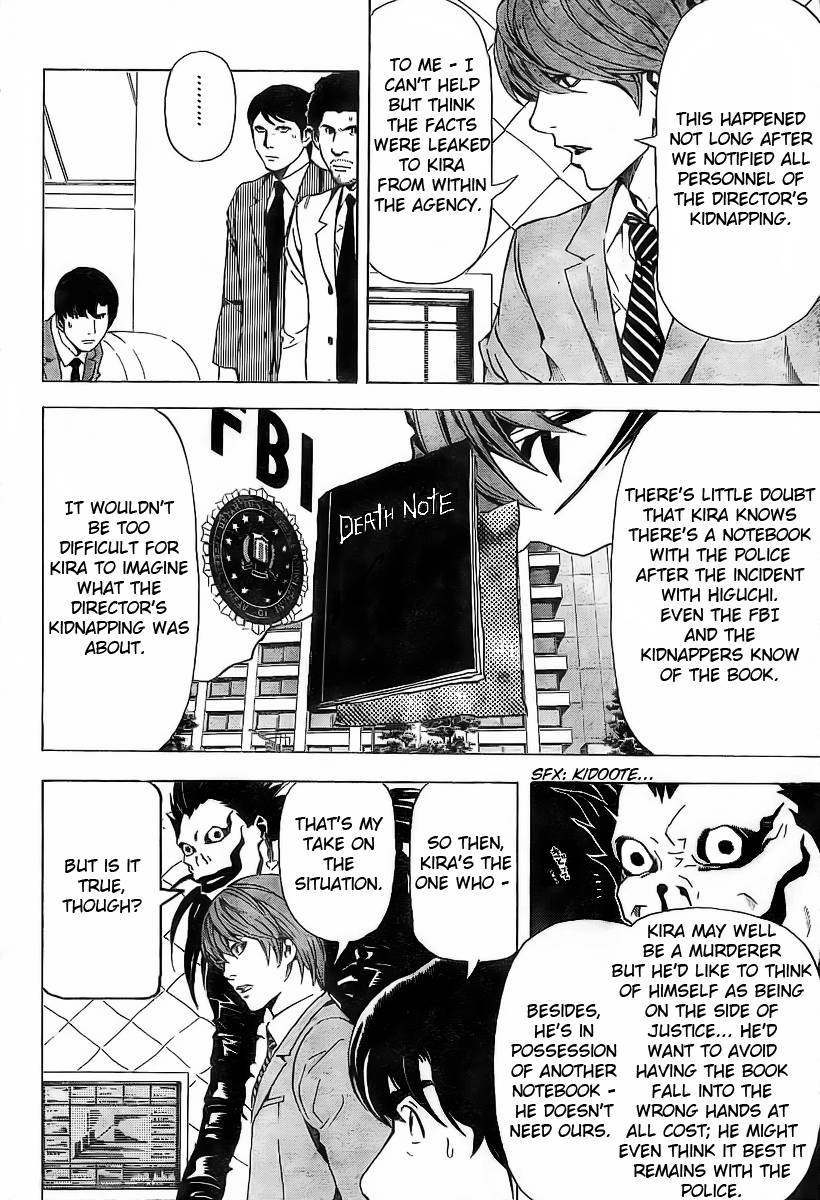 THIS HAPPENED
NOT LONG AFTER
WE NOTIFIED ALL
PERSONNEL OF
THE DIRECTOR'S
KIDNAPPING.
TO ME - I
CAN'T HELP
BUT THINK
THE FACTS
WERE LEAKED
TO KIRA
FROM WITHIN
THE AGENCY.
........
THERE'S LITTLE DOUBT
THAT KIRA KNOWS
THERE'S A NOTEBOOK
WITH THE POLICE
AFTER THE INCIDENT
WITH HIGUCHI.
EVEN THE FBI
AND THE
KIDNAPPERS KNOW
OF THE BOOK.
FBI
DEATH NOTE
IT WOULDN'T
BE TOO
DIFFICULT FOR
KIRA TO IMAGINE
WHAT THE
DIRECTOR'S
KIDNAPPING WAS
ABOUT.
SFX: KIDOOTE...
KIRA MAY WELL
BE A MURDERER
BUT HE'D LIKE TO THINK
OF HIMSELF AS BEING
ON THE SIDE OF
JUSTICE... HE'D
WANT TO AVOID
HAVING THE BOOK
FALL INTO THE
WRONG HANDS AT
ALL COST; HE MIGHT
EVEN THINK IT BEST IT
REMAINS WITH THE
POLICE.
BESIDES,
HE'S IN
POSSESSION
OF ANOTHER
NOTEBOOK -
HE DOESN'T
NEED OURS.
SO THEN,
KIRA'S THE
ONE WHO -
THAT'S MY
TAKE ON
THE
SITUATION.
BUT IS IT
TRUE,
THOUGH?